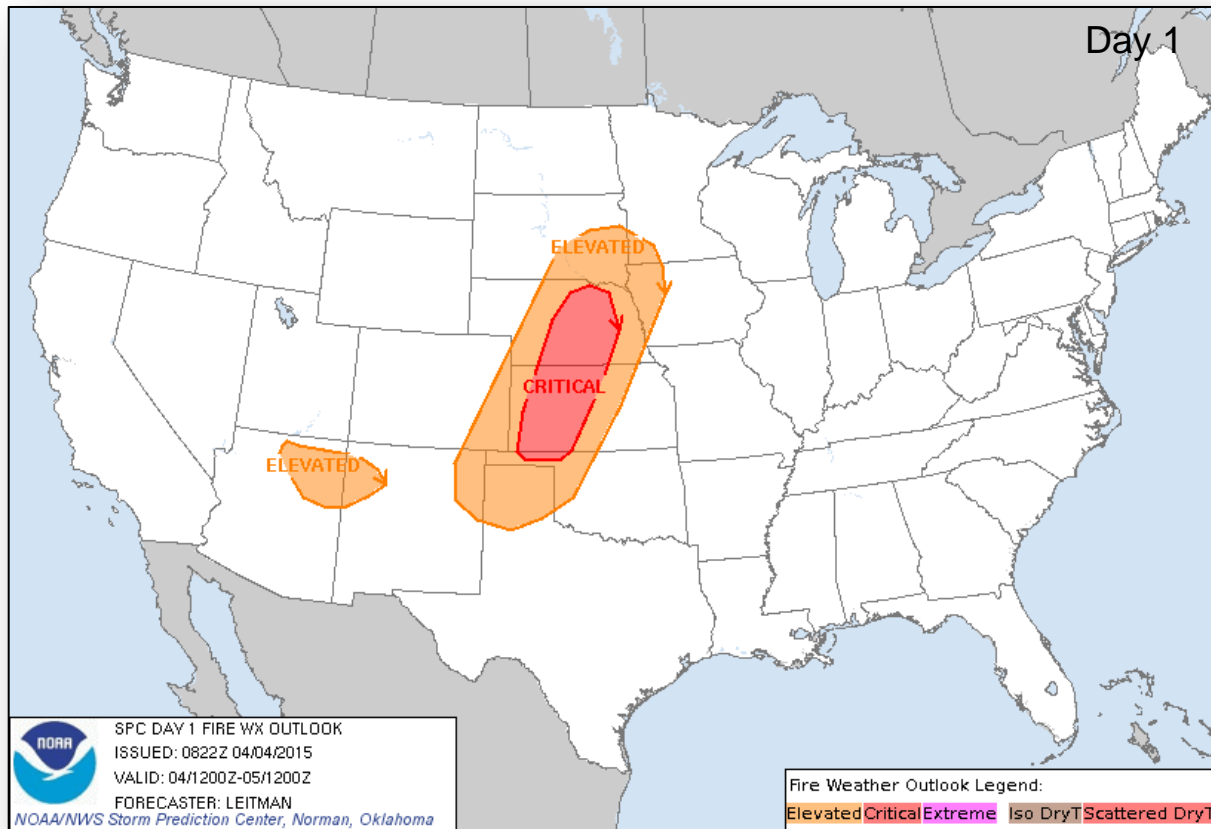 Day 1
ELEVATED
CRITICAL
ELEVATED
NOAA
SPC DAY 1 FIRE WX OUTLOOK
ISSUED: 0822Z 04/04/2015
VALID: 04/1200Z-05/1200Z
FORECASTER: LEITMAN
NOAA/NWS Storm Prediction Center, Norman, Oklahoma
Fire Weather Outlook Legend:
Elevated Critical Extreme Iso DryT Scattered DryT